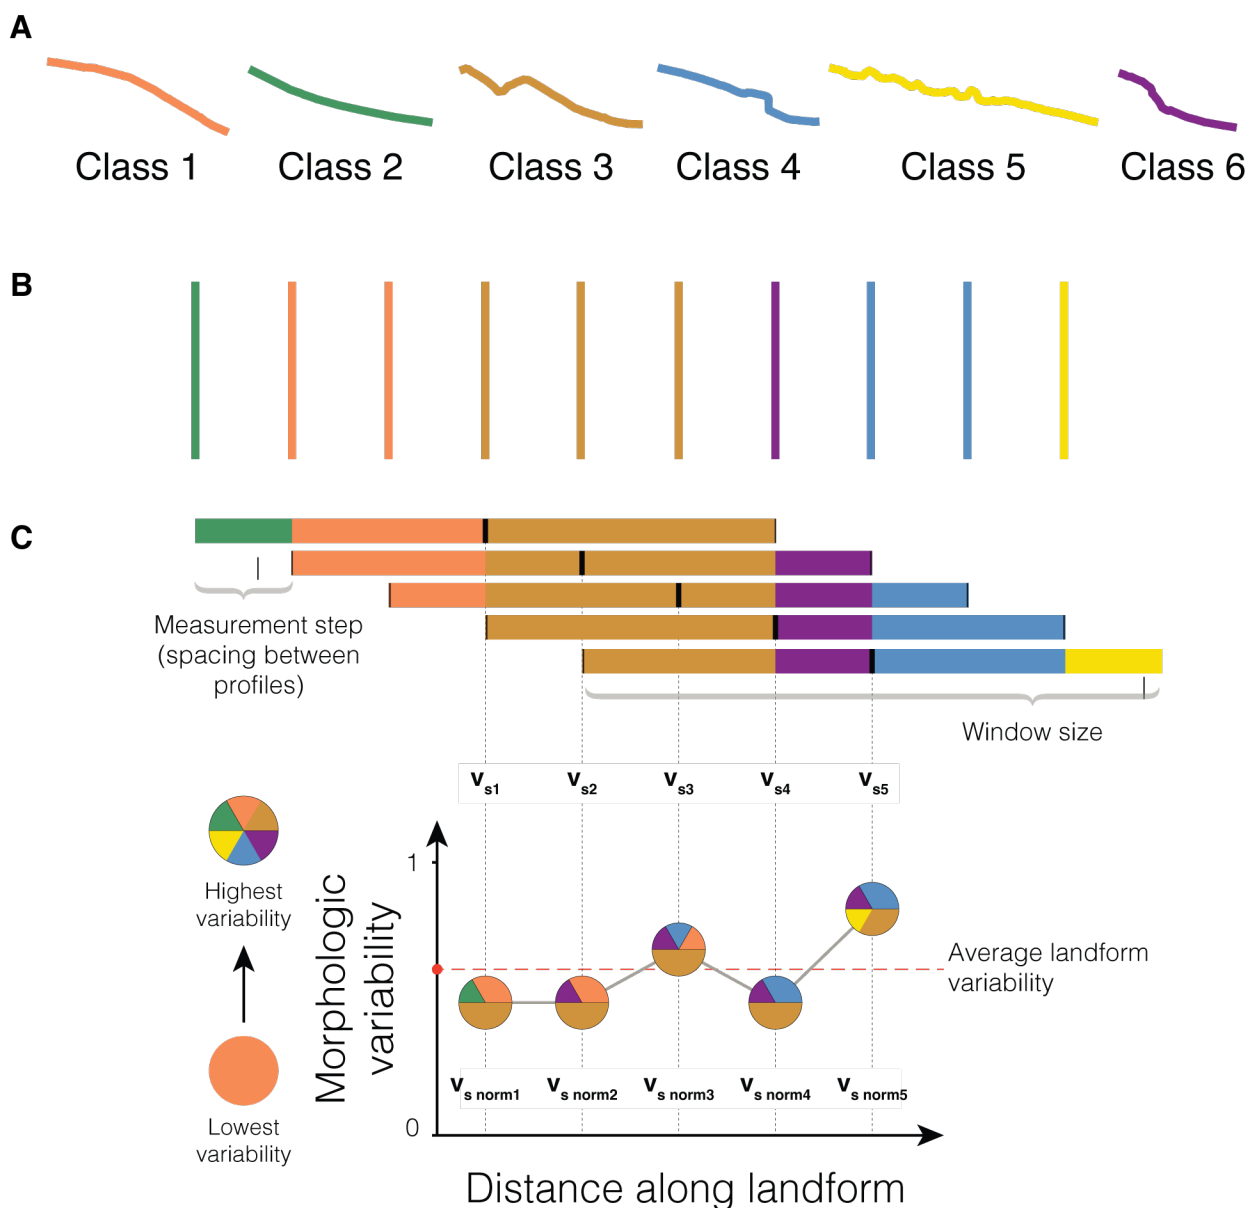 A
Class 1
Class 2
Class 3
Class 4
Class 5
Class 6
B
C
Measurement step
(spacing between
profiles)
Window size
vs1
vs2
vs3
vs4
vs5
Highest
variability
Lowest
variability
Morphologic
variability
1
0
Average landform
variability
vs norm1
vs norm2
vs norm3
vs norm4
vs norm5
Distance along landform